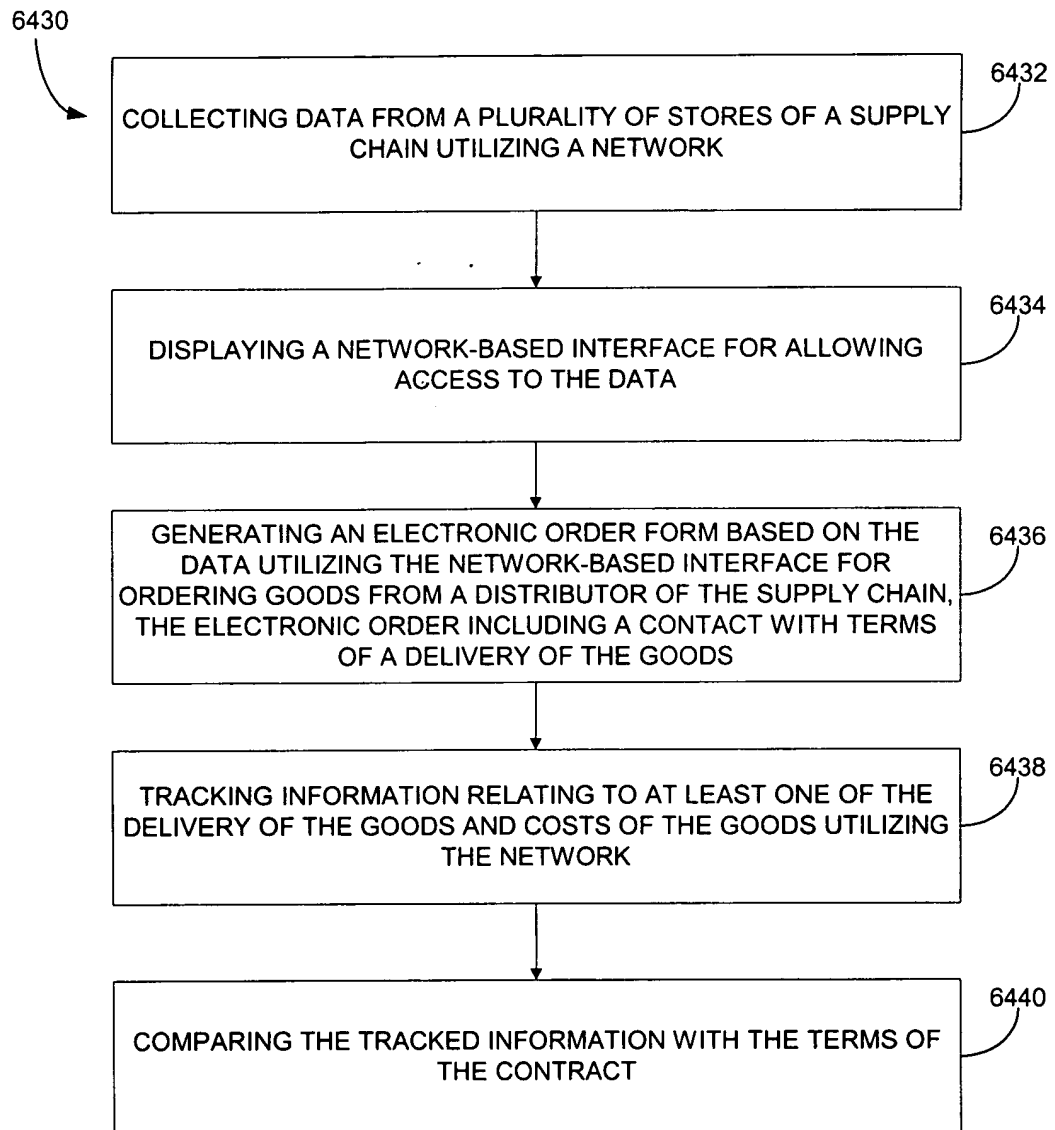 6430
6432
COLLECTING DATA FROM A PLURALITY OF STORES OF A SUPPLY
CHAIN UTILIZING A NETWORK
6434
DISPLAYING A NETWORK-BASED INTERFACE FOR ALLOWING
ACCESS TO THE DATA
6436
GENERATING AN ELECTRONIC ORDER FORM BASED ON THE
DATA UTILIZING THE NETWORK-BASED INTERFACE FOR
ORDERING GOODS FROM A DISTRIBUTOR OF THE SUPPLY CHAIN,
THE ELECTRONIC ORDER INCLUDING A CONTACT WITH TERMS
OF A DELIVERY OF THE GOODS
6438
TRACKING INFORMATION RELATING TO AT LEAST ONE OF THE
DELIVERY OF THE GOODS AND COSTS OF THE GOODS UTILIZING
THE NETWORK
6440
COMPARING THE TRACKED INFORMATION WITH THE TERMS OF
THE CONTRACT